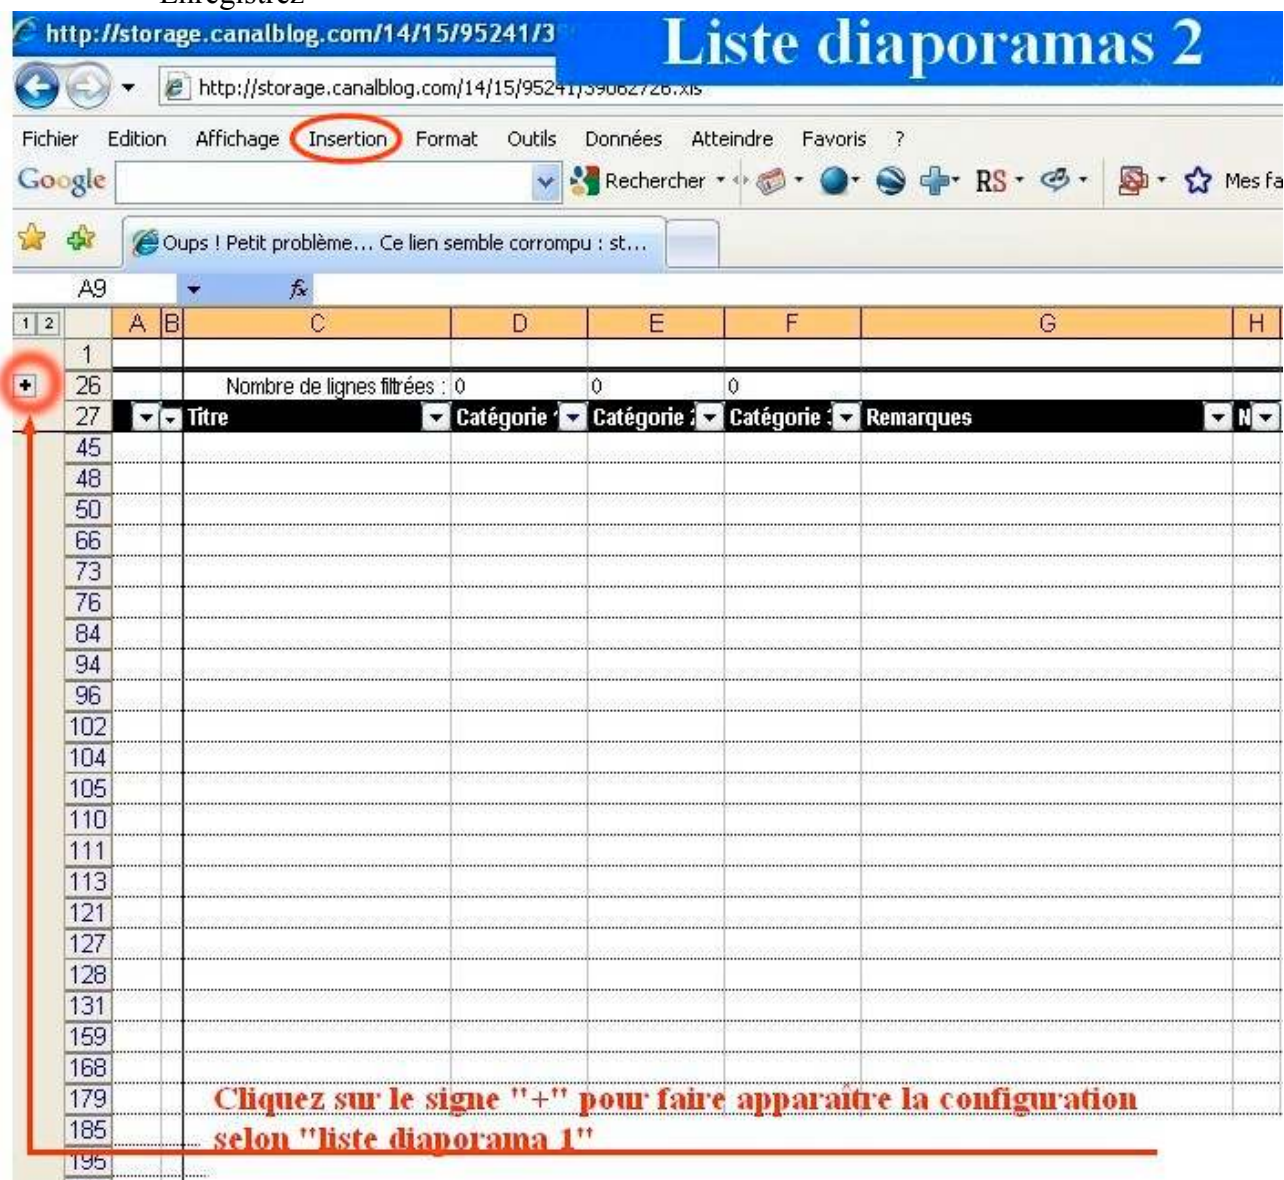 Enregistrez
http://storage.canalblog.com/14/15/95241/3
Liste diaporamas 2
http://storage.canalblog.com/14/15/95241/39062726.xls
Fichier Edition Affichage Insertion Format Outils Données Atteindre Favoris ?
Google Rechercher RS Mes fa
Oups ! Petit problème... Ce lien semble corrompu : st...
A9 fx
1 2 A B C D E F G H
1
+ 26 Nombre de lignes filtrées : 0 0 0
27 Titre Catégorie 1 Catégorie 2 Catégorie 3 Remarques N
45
48
50
66
73
76
84
94
96
102
104
105
110
111
113
121
127
128
131
159
168
179 Cliquez sur le signe "+" pour faire apparaître la configuration
185 selon "liste diaporama 1"
195